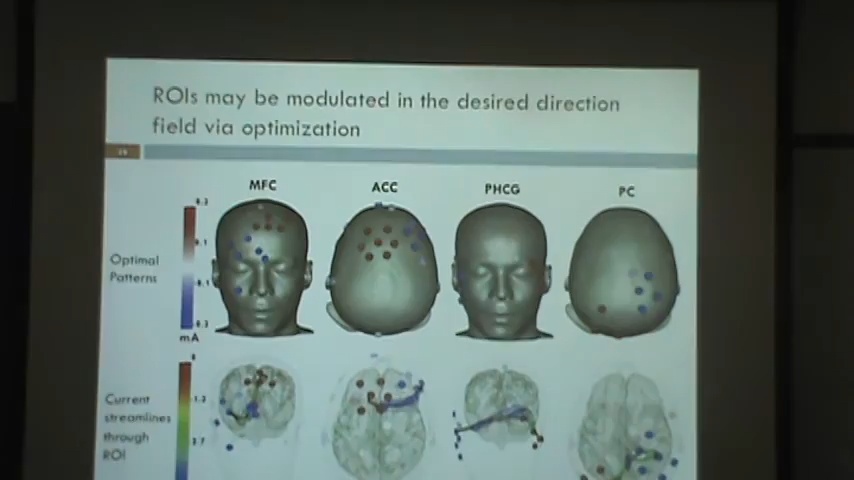 ROIs may be modulated in the desired direction
field via optimization
MFC ACC PHCG PC
Optimal
Patterns
mA
Current
streamlines
through
ROI